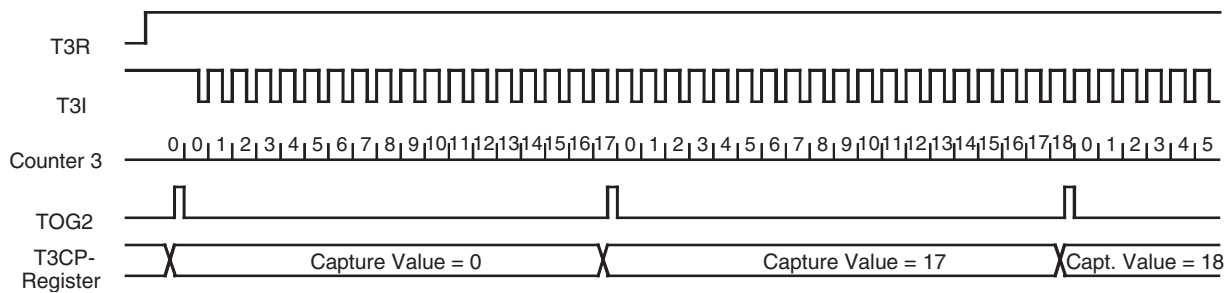 T3R
T3I
Counter 3 0 0 1 2 3 4 5 6 7 8 9 10 11 12 13 14 15 16 17 0 1 2 3 4 5 6 7 8 9 10 11 12 13 14 15 16 17 18 0 1 2 3 4 5
TOG2
T3CP-
Register
Capture Value = 0 Capture Value = 17 Capt. Value = 18